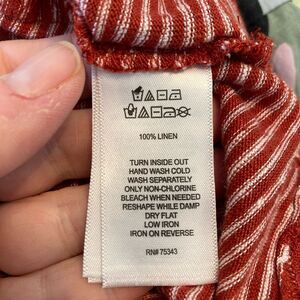 100% LINEN
TURN INSIDE OUT
HAND WASH COLD
WASH SEPARATELY
ONLY NON-CHLORINE
BLEACH WHEN NEEDED
RESHAPE WHILE DAMP
DRY FLAT
LOW IRON
IRON ON REVERSE
RN# 75343